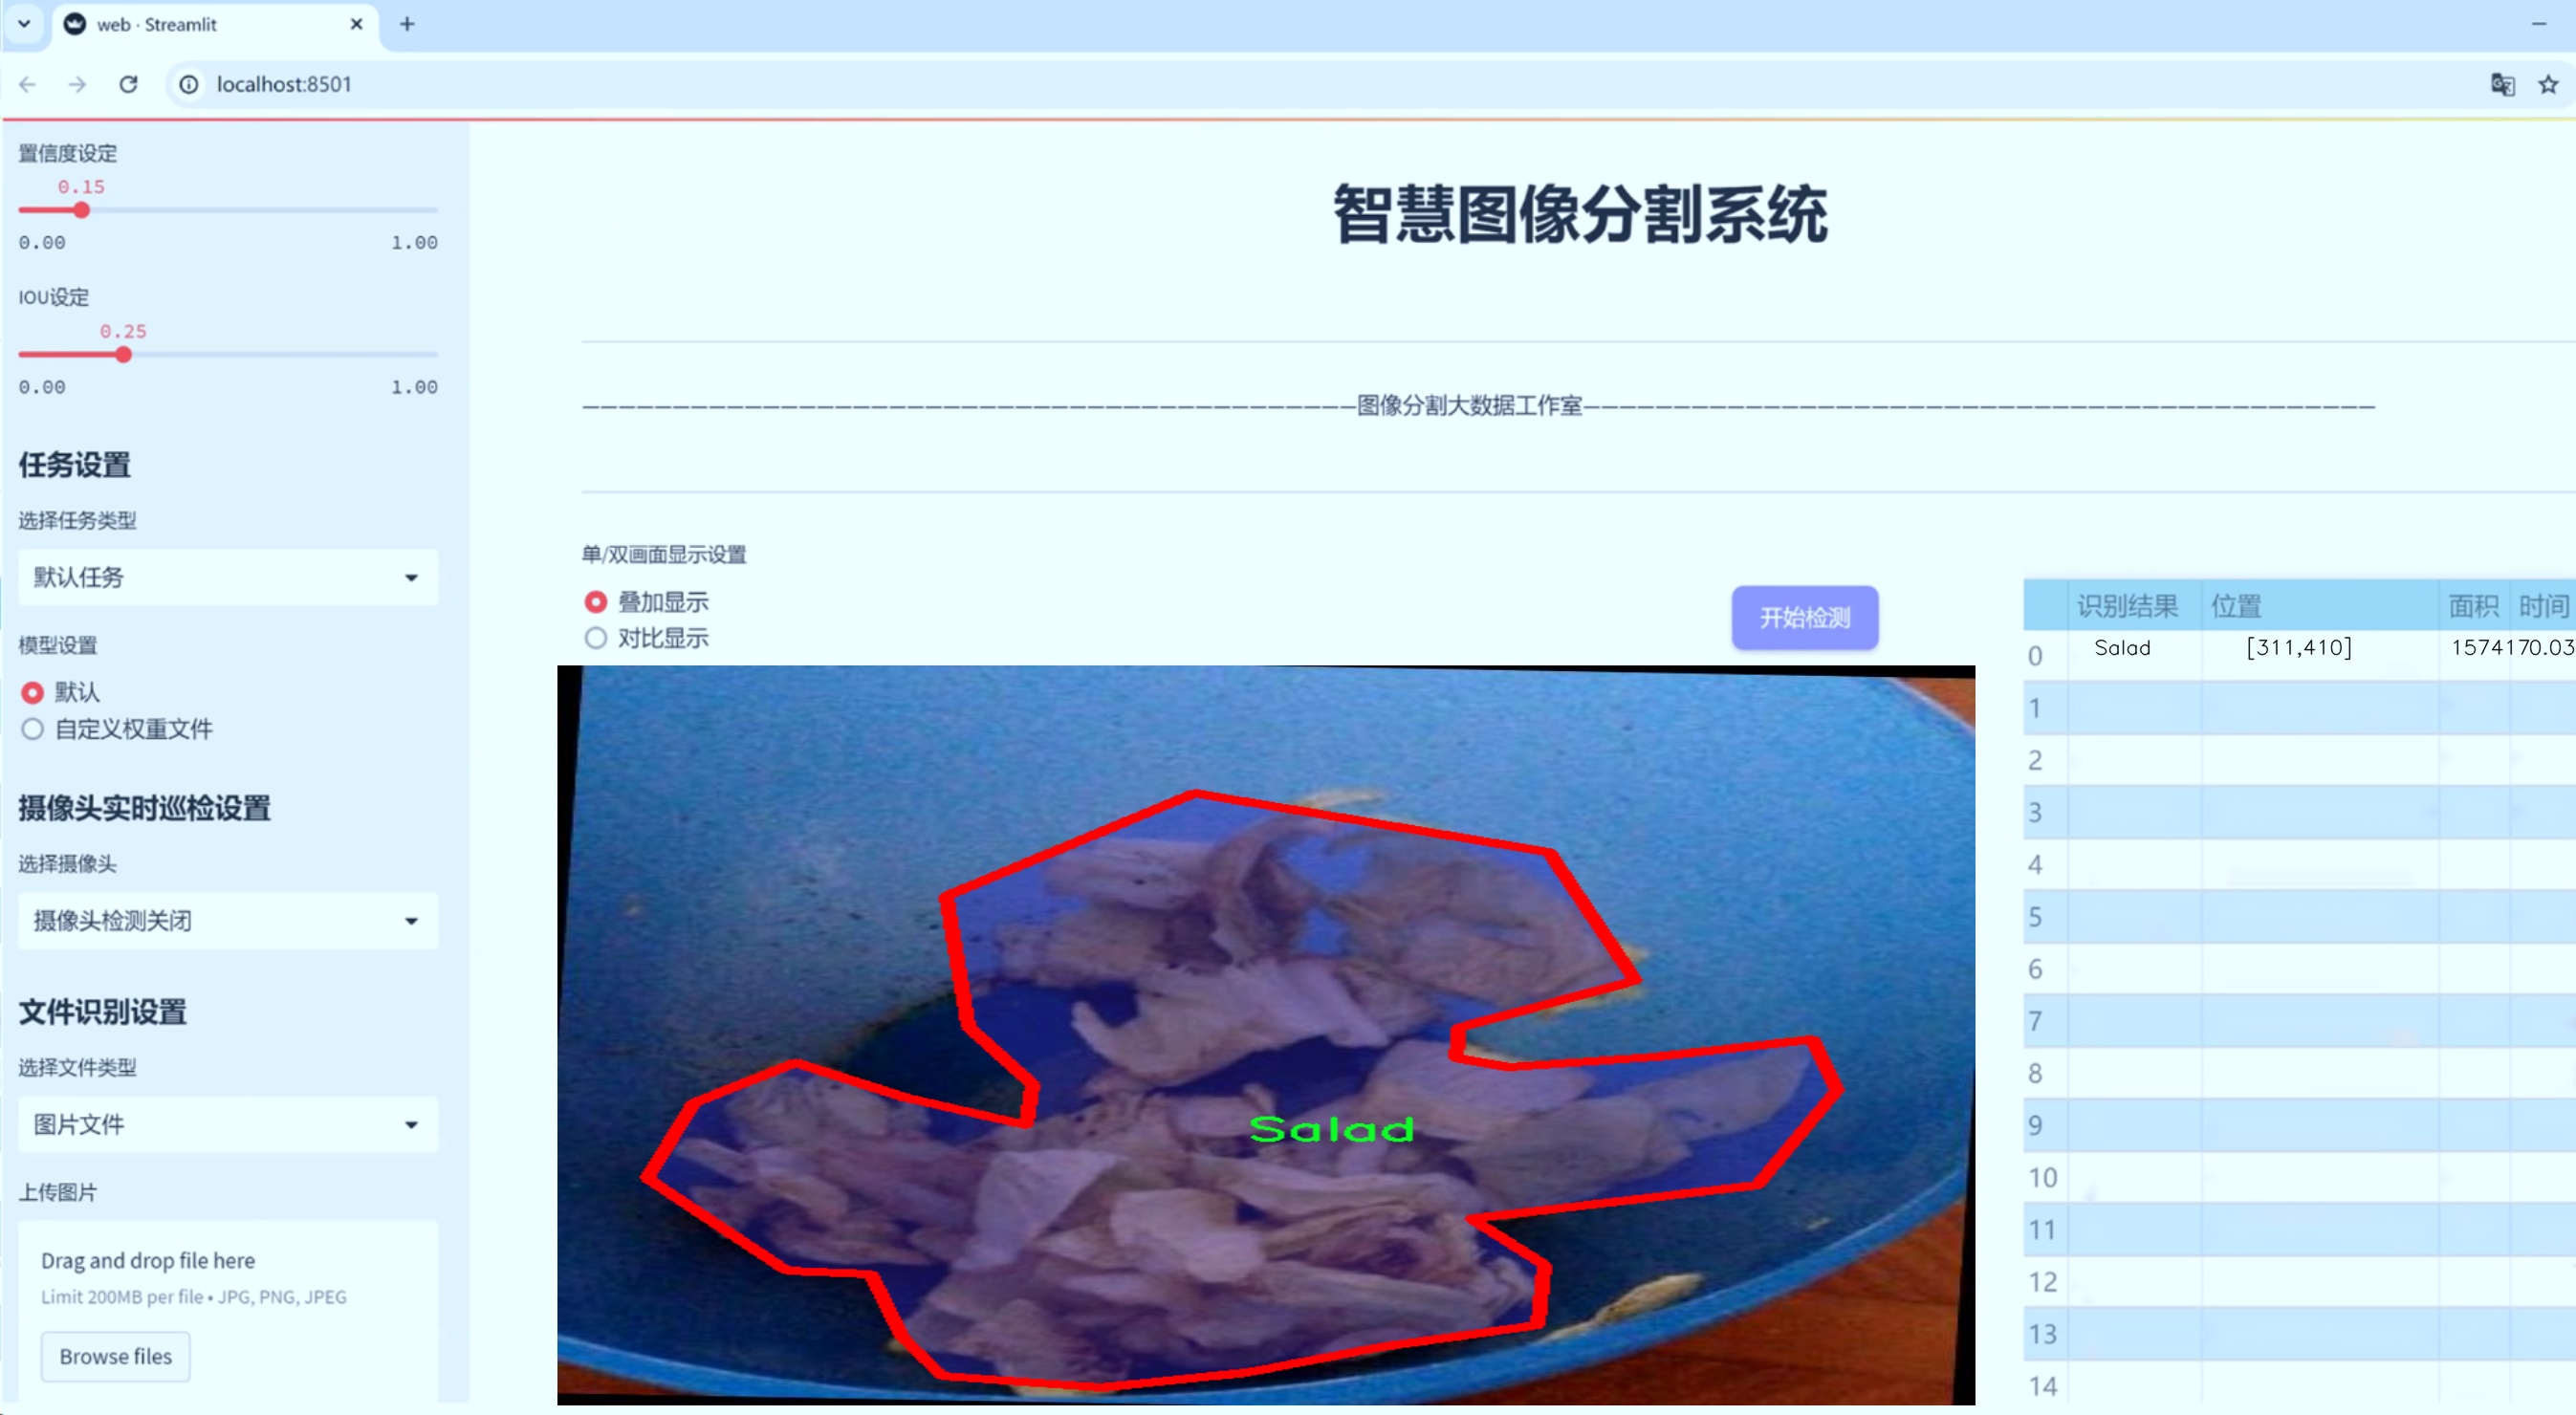 web · Streamlit
localhost:8501
置信度设定
0.15
0.00 1.00
IOU设定
0.25
0.00 1.00
任务设置
选择任务类型
默认任务
模型设置
默认
自定义权重文件
摄像头实时巡检设置
选择摄像头
摄像头检测关闭
文件识别设置
选择文件类型
图片文件
上传图片
Drag and drop file here
Limit 200MB per file • JPG, PNG, JPEG
Browse files
智慧图像分割系统
图像分割大数据工作室
单/双画面显示设置
叠加显示
对比显示
开始检测
Salad
识别结果 位置 面积 时间
0 Salad [311,410] 1574170.03
1
2
3
4
5
6
7
8
9
10
11
12
13
14